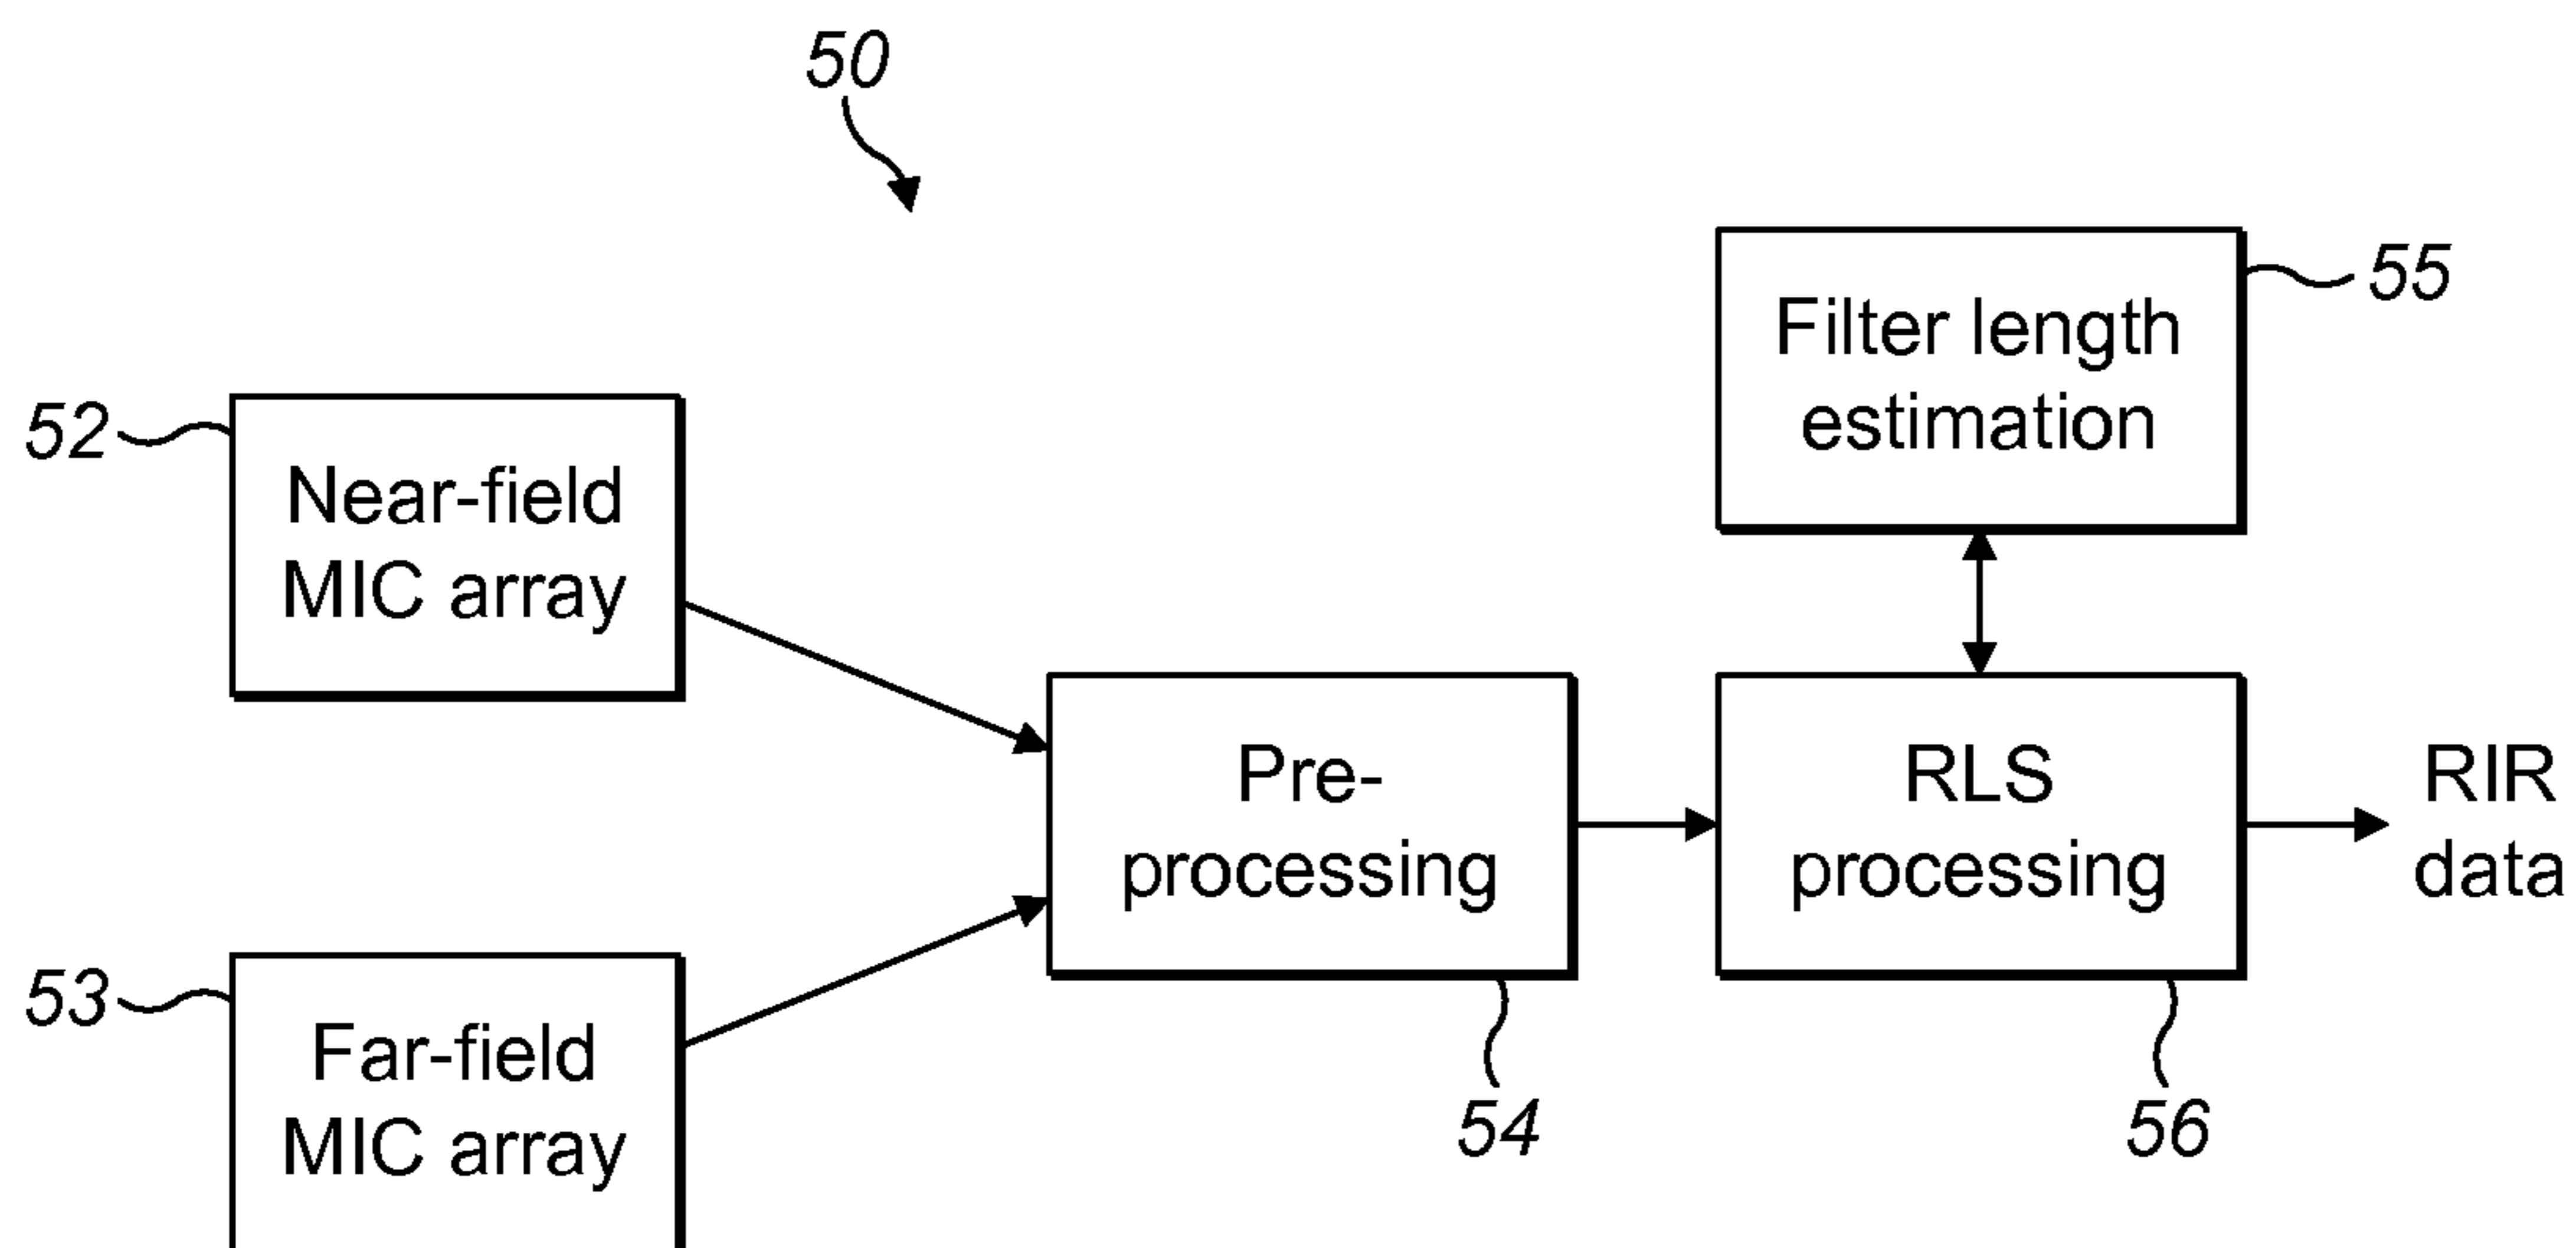 50
55
Filter length
estimation
52
Near-field
MIC array
Pre-
processing
RLS
processing
RIR
data
53
Far-field
MIC array
54
56